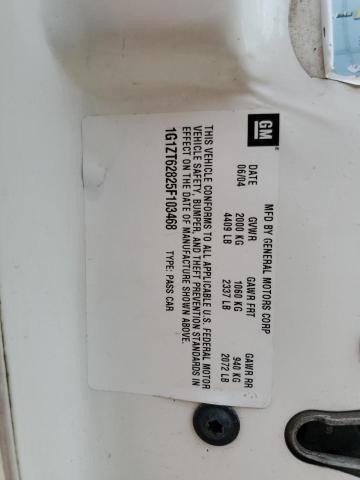 GM
MFD BY GENERAL MOTORS CORP
DATE GVWR GAWR FRT GAWR RR
06/04 2000 KG 1060 KG 940 KG
4409 LB 2337 LB 2072 LB
THIS VEHICLE CONFORMS TO ALL APPLICABLE U.S. FEDERAL MOTOR
VEHICLE SAFETY, BUMPER, AND THEFT PREVENTION STANDARDS IN
EFFECT ON THE DATE OF MANUFACTURE SHOWN ABOVE.
1G1ZT62825F103468 TYPE: PASS CAR